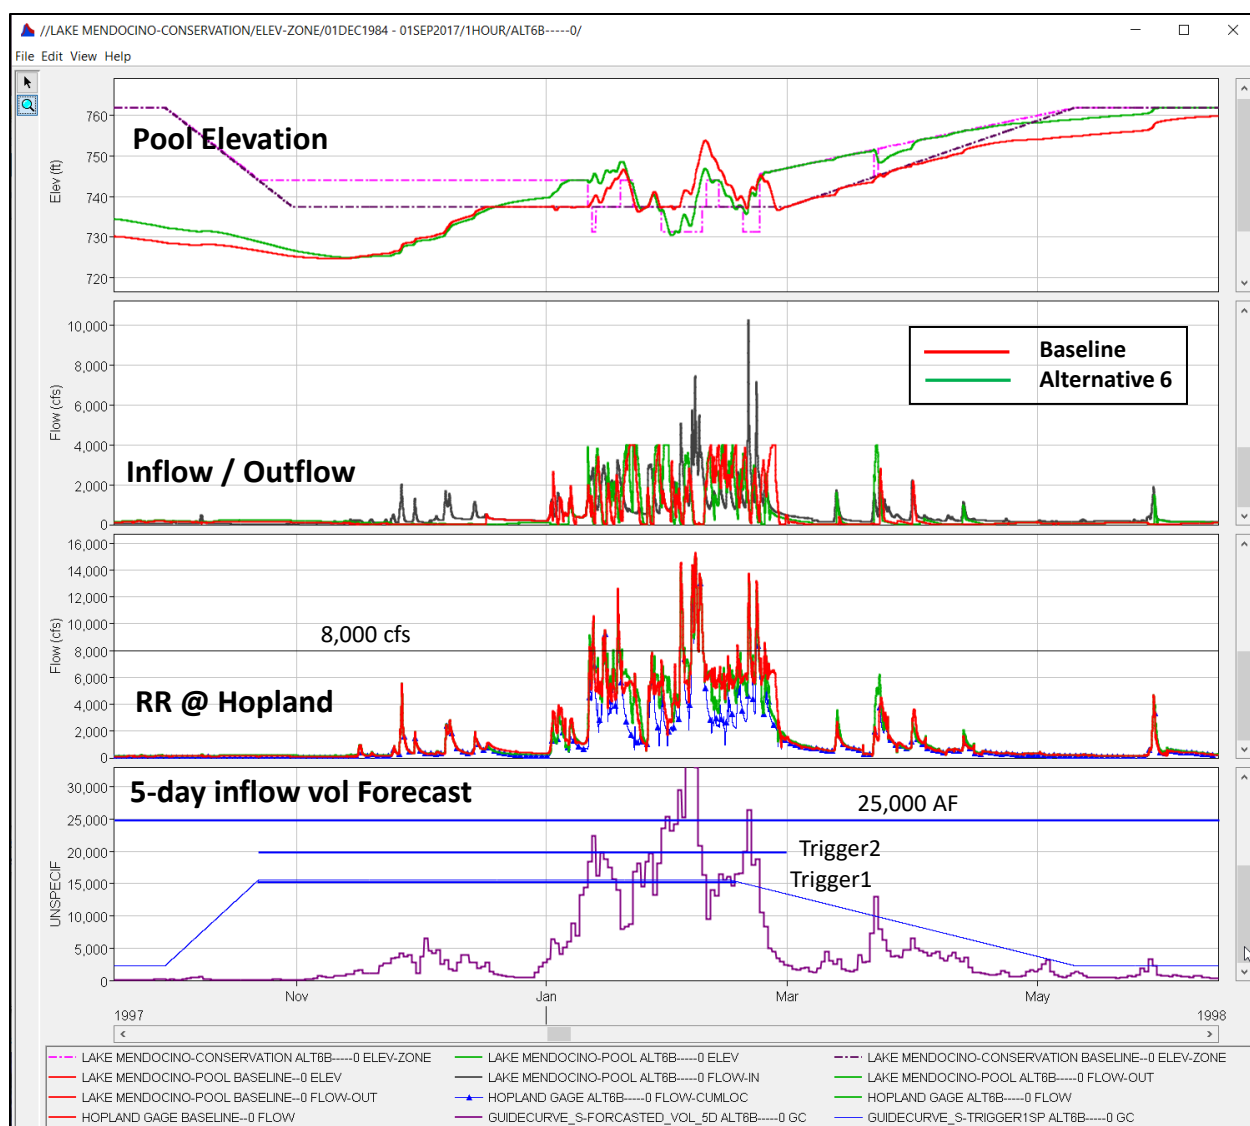 //LAKE MENDOCINO-CONSERVATION/ELEV-ZONE/01DEC1984 - 01SEP2017/1HOUR/ALT6B-----0/
File Edit View Help
Pool Elevation
Elev (ft)
760
750
740
730
720
Inflow / Outflow
Baseline
Alternative 6
Flow (cfs)
10,000
8,000
6,000
4,000
2,000
0
RR @ Hopland
8,000 cfs
Flow (cfs)
16,000
14,000
12,000
10,000
8,000
6,000
4,000
2,000
0
5-day inflow vol Forecast
25,000 AF
Trigger2
Trigger1
UNSPECIF
30,000
25,000
20,000
15,000
10,000
5,000
0
Nov Jan Mar May
1997 1998
LAKE MENDOCINO-CONSERVATION ALT6B-----0 ELEV-ZONE
LAKE MENDOCINO-POOL ALT6B-----0 ELEV
LAKE MENDOCINO-CONSERVATION BASELINE--0 ELEV-ZONE
LAKE MENDOCINO-POOL BASELINE--0 ELEV
LAKE MENDOCINO-POOL ALT6B-----0 FLOW-IN
LAKE MENDOCINO-POOL ALT6B-----0 FLOW-OUT
LAKE MENDOCINO-POOL BASELINE--0 FLOW-OUT
HOPLAND GAGE ALT6B-----0 FLOW-CUMLOC
HOPLAND GAGE ALT6B-----0 FLOW
HOPLAND GAGE BASELINE--0 FLOW
GUIDECURVE_S-FORCASTED_VOL_5D ALT6B-----0 GC
GUIDECURVE_S-TRIGGER1SP ALT6B-----0 GC